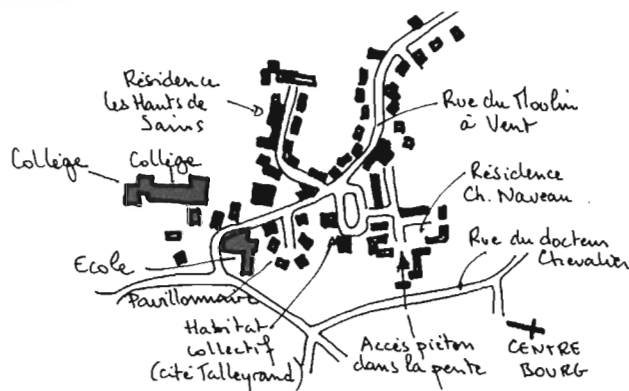 Résidence
les Hauts de
Sains
Rue du Moulin
à Vent
Collège
Collège
Résidence
Ch. Naveau
Rue du docteur
Chevalier
Ecole
Pavillonnaire
Habitat
collectif
(cité Talleyrand)
Accès piéton
dans la pente
CENTRE
BOURG